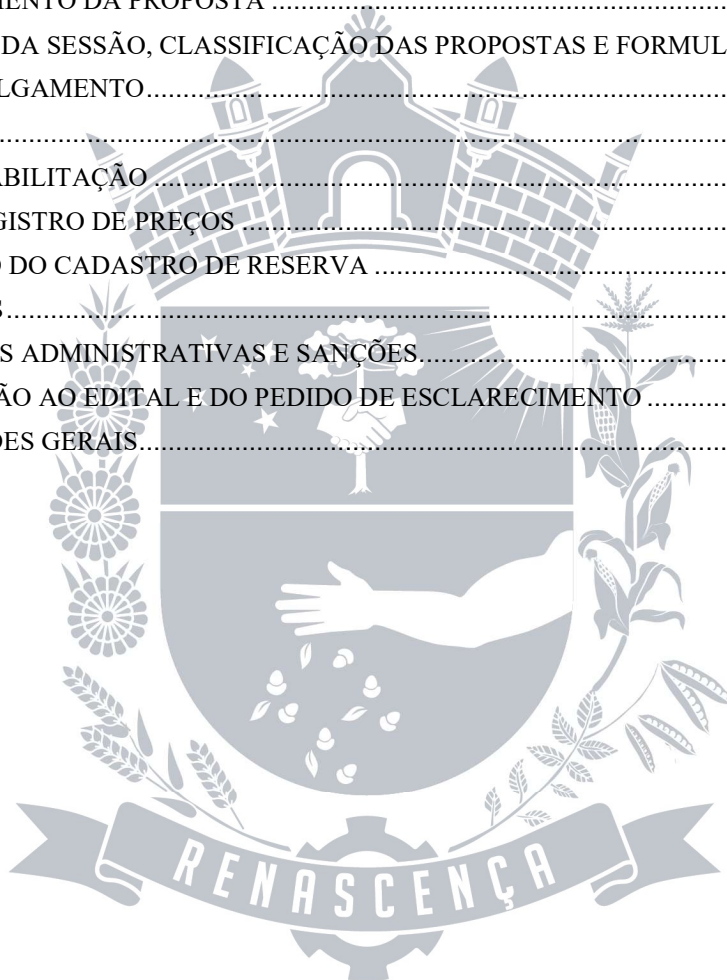 MENTO DA PROPOSTA ........................................
DA SESSÃO, CLASSIFICAÇÃO DAS PROPOSTAS E FORMUL
LGAMENTO........................................
........................................
ABILITAÇÃO ........................................
GISTRO DE PREÇOS ........................................
O DO CADASTRO DE RESERVA ........................................
S........................................
S ADMINISTRATIVAS E SANÇÕES........................................
ÃO AO EDITAL E DO PEDIDO DE ESCLARECIMENTO ..........
ÕES GERAIS........................................
RENASCENÇA